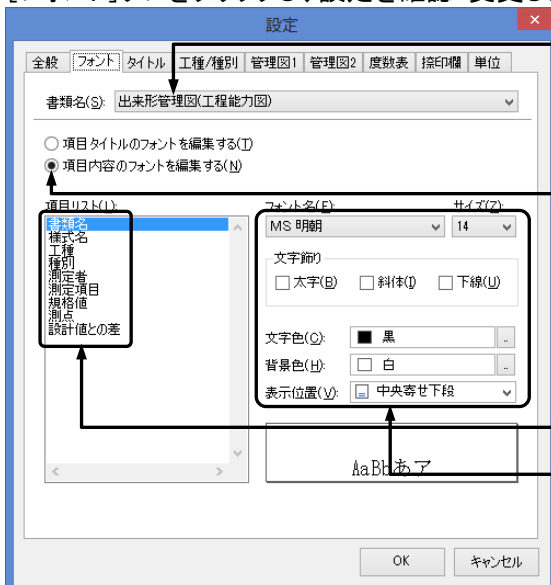 設定
全般 フォント タイトル 工種/種別 管理図1 管理図2 度数表 捺印欄 単位
書類名(S): 出来形管理図(工程能力図)
項目タイトルのフォントを編集する(T)
項目内容のフォントを編集する(N)
項目リスト(L):
書類名
様式名
工種
種別
測定者
測定項目
規格値
測点
設計値との差
フォント名(F): サイズ(Z):
MS 明朝 14
文字飾り
太字(B) 斜体(I) 下線(U)
文字色(C): 黒
背景色(H): 白
表示位置(V): 中央寄せ下段
AaBbあア
OK キャンセル